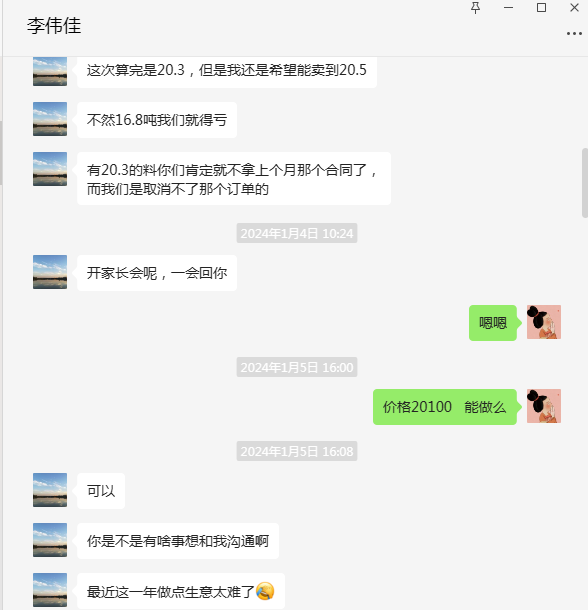 李伟佳
这次算完是20.3，但是我还是希望能卖到20.5
不然16.8吨我们就得亏
有20.3的料你们肯定就不拿上个月那个合同了，
而我们是取消不了那个订单的
2024年1月4日 10:24
开家长会呢，一会回你
嗯嗯
2024年1月5日 16:00
价格20100   能做么
2024年1月5日 16:08
可以
你是不是有啥事想和我沟通啊
最近这一年做点生意太难了